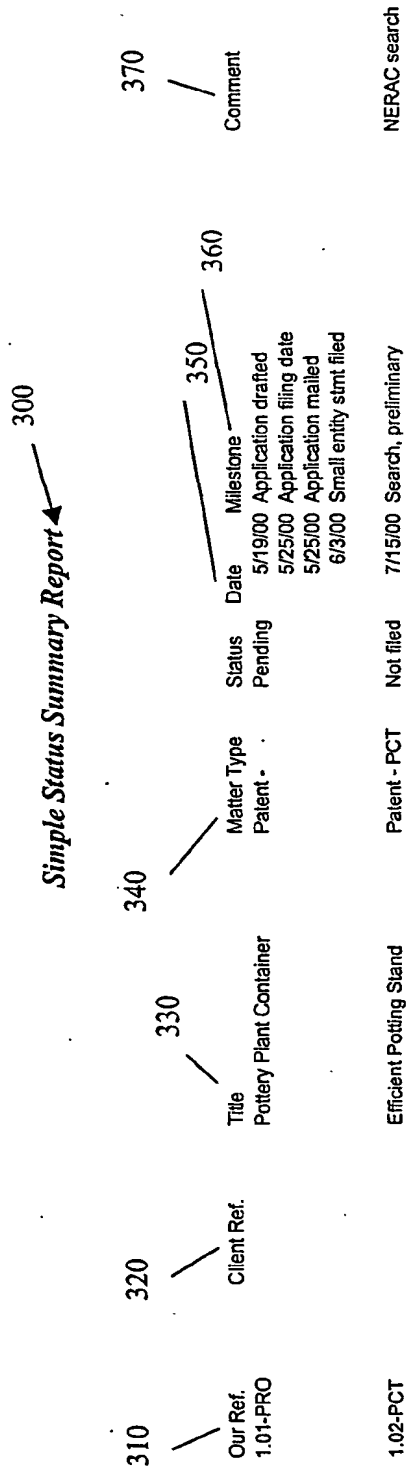 300
Simple Status Summary Report
310 320 330 340 350 360 370
Our Ref. Client Ref. Title Matter Type Status Date Milestone Comment
1.01-PRO Pottery Plant Container Patent - Pending 5/19/00 Application drafted
5/25/00 Application filing date
5/25/00 Application mailed
6/3/00 Small entity stmt filed
1.02-PCT Efficient Potting Stand Patent - PCT Not filed 7/15/00 Search, preliminary NERAC search